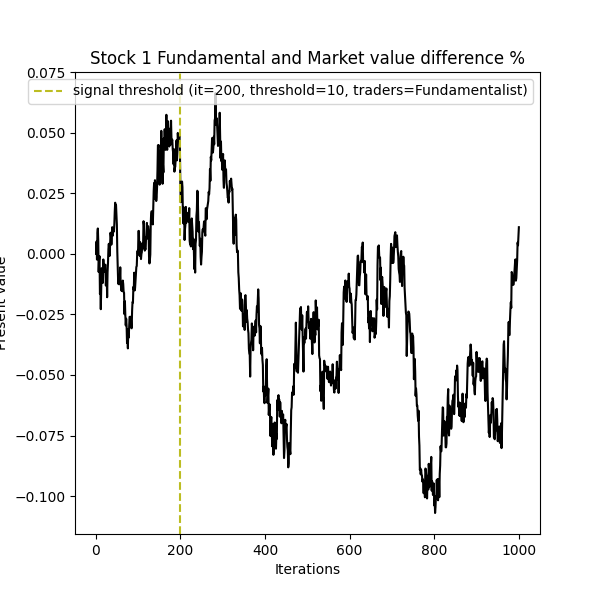 Stock 1 Fundamental and Market value difference %
signal threshold (it=200, threshold=10, traders=Fundamentalist)
0.075
0.050
0.025
0.000
−0.025
−0.050
−0.075
−0.100
Present value
0 200 400 600 800 1000
Iterations